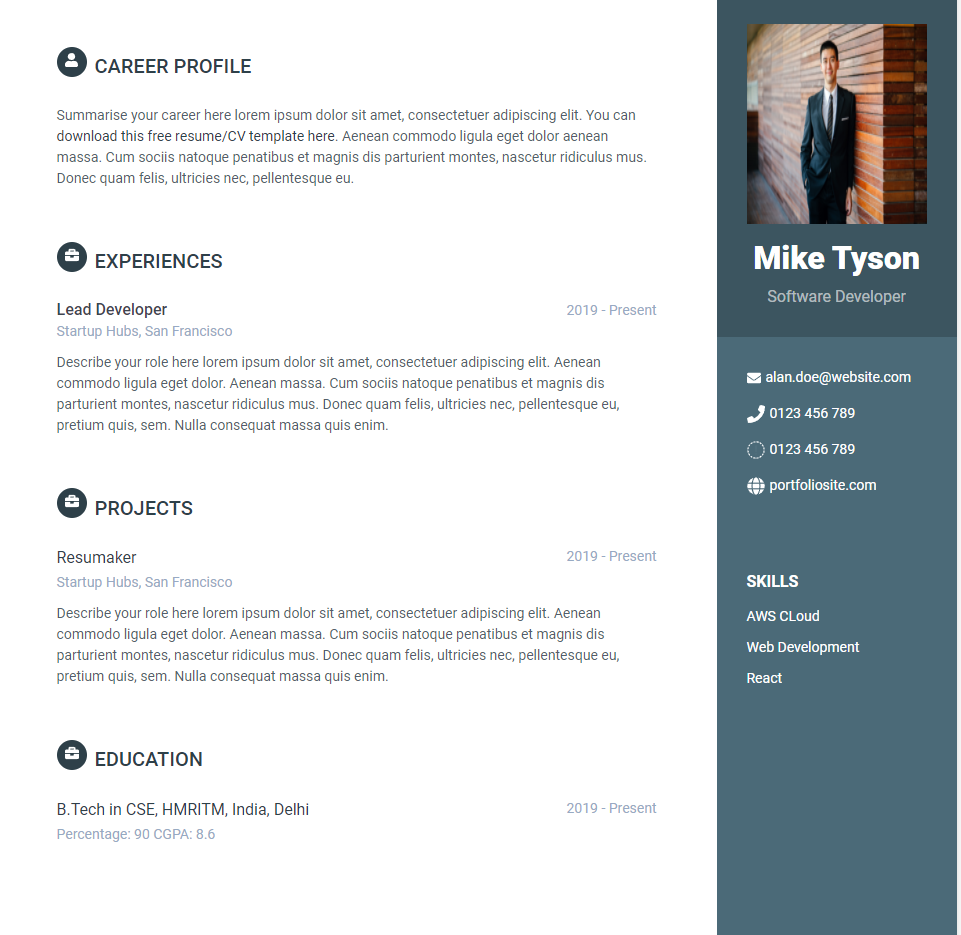 CAREER PROFILE
Summarise your career here lorem ipsum dolor sit amet, consectetuer adipiscing elit. You can
download this free resume/CV template here. Aenean commodo ligula eget dolor aenean
massa. Cum sociis natoque penatibus et magnis dis parturient montes, nascetur ridiculus mus.
Donec quam felis, ultricies nec, pellentesque eu.
EXPERIENCES
Lead Developer
2019 - Present
Startup Hubs, San Francisco
Describe your role here lorem ipsum dolor sit amet, consectetuer adipiscing elit. Aenean
commodo ligula eget dolor. Aenean massa. Cum sociis natoque penatibus et magnis dis
parturient montes, nascetur ridiculus mus. Donec quam felis, ultricies nec, pellentesque eu,
pretium quis, sem. Nulla consequat massa quis enim.
PROJECTS
Resumaker
2019 - Present
Startup Hubs, San Francisco
Describe your role here lorem ipsum dolor sit amet, consectetuer adipiscing elit. Aenean
commodo ligula eget dolor. Aenean massa. Cum sociis natoque penatibus et magnis dis
parturient montes, nascetur ridiculus mus. Donec quam felis, ultricies nec, pellentesque eu,
pretium quis, sem. Nulla consequat massa quis enim.
EDUCATION
B.Tech in CSE, HMRITM, India, Delhi
2019 - Present
Percentage: 90 CGPA: 8.6
Mike Tyson
Software Developer
alan.doe@website.com
0123 456 789
0123 456 789
portfoliosite.com
SKILLS
AWS CLoud
Web Development
React